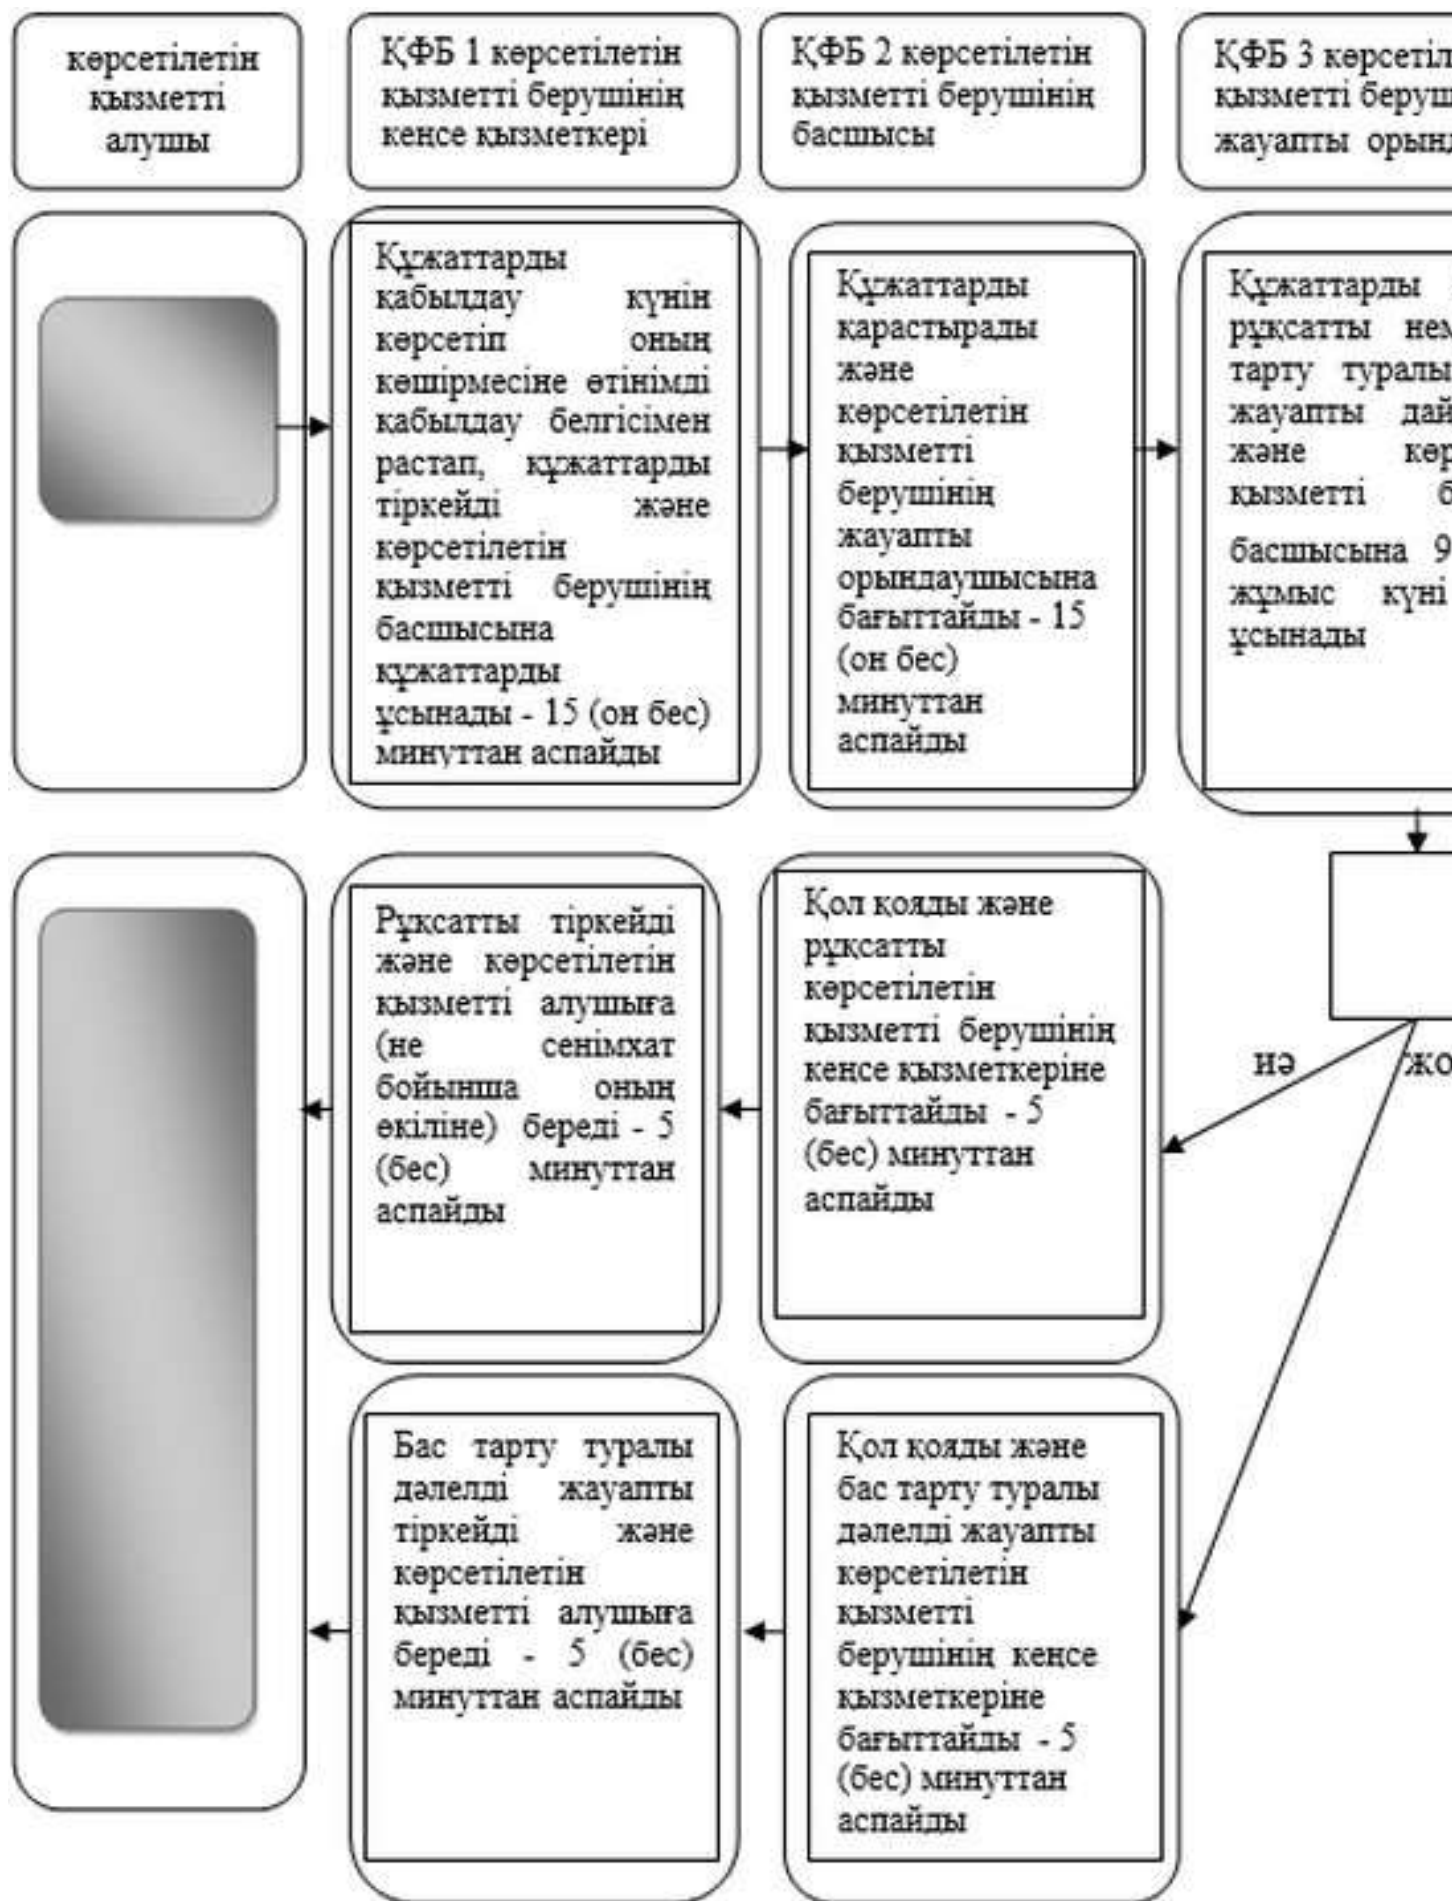 көрсетілетін
қызметті
алушы
ҚФБ 1 көрсетілетін
қызметті берушінің
кеңсе қызметкері
ҚФБ 2 көрсетілетін
қызметті берушінің
басшысы
ҚФБ 3
қызметті
жауапты
Құжаттарды
қабылдау күнін
көрсетіп оның
көшірмесіне өтінімді
қабылдау белгісімен
растап, құжаттарды
тіркейді және
көрсетілетін
қызметті берушінің
басшысына
құжаттарды
ұсынады - 15 (он бес)
минуттан аспайды
Құжаттарды
қарастырады
және
көрсетілетін
қызметті
берушінің
жауапты
орындаушысына
бағыттайды - 15
(он бес)
минуттан
аспайды
Құжаттарды
рұқсатты
тарту туралы
жауапты
және
қызметті
басшысына 9
жұмыс күні
ұсынады
Рұқсатты тіркейді
және көрсетілетін
қызметті алушыға
(не сенімхат
бойынша оның
өкіліне) береді - 5
(бес) минуттан
аспайды
Қол қояды және
рұқсатты
көрсетілетін
қызметті берушінің
кеңсе қызметкеріне
бағыттайды - 5
(бес) минуттан
аспайды
иә
Бас тарту туралы
дәлелді жауапты
тіркейді және
көрсетілетін
қызметті алушыға
береді - 5 (бес)
минуттан аспайды
Қол қояды және
бас тарту туралы
дәлелді жауапты
көрсетілетін
қызметті
берушінің кеңсе
қызметкеріне
бағыттайды - 5
(бес) минуттан
аспайды